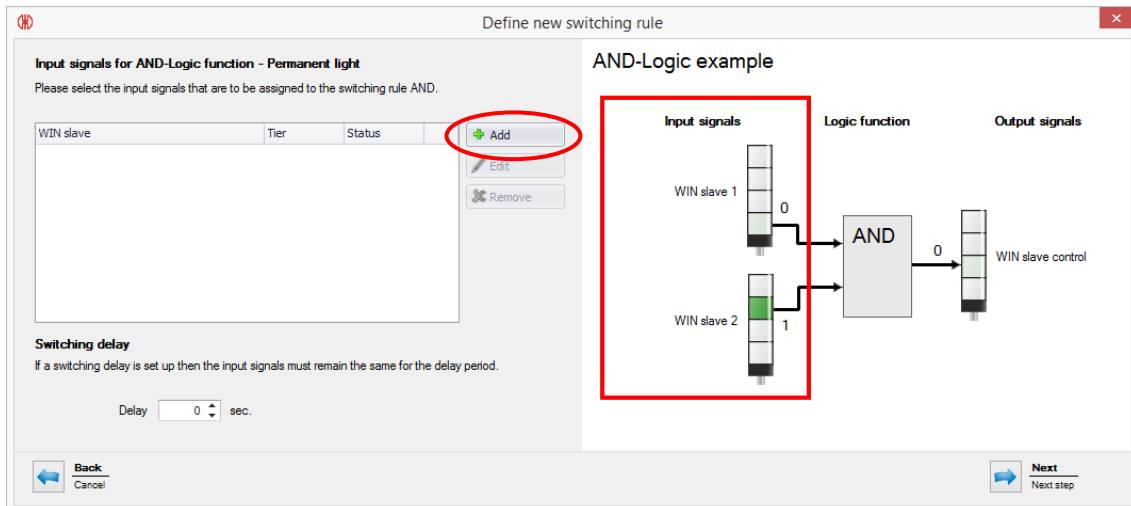 Define new switching rule
Input signals for AND-Logic function - Permanent light
Please select the input signals that are to be assigned to the switching rule AND.
WIN slave Tier Status
Add
Edit
Remove
Switching delay
If a switching delay is set up then the input signals must remain the same for the delay period.
Delay 0 sec.
AND-Logic example
Input signals Logic function Output signals
WIN slave 1
0
AND
0
WIN slave control
WIN slave 2
1
Back
Cancel
Next
Next step